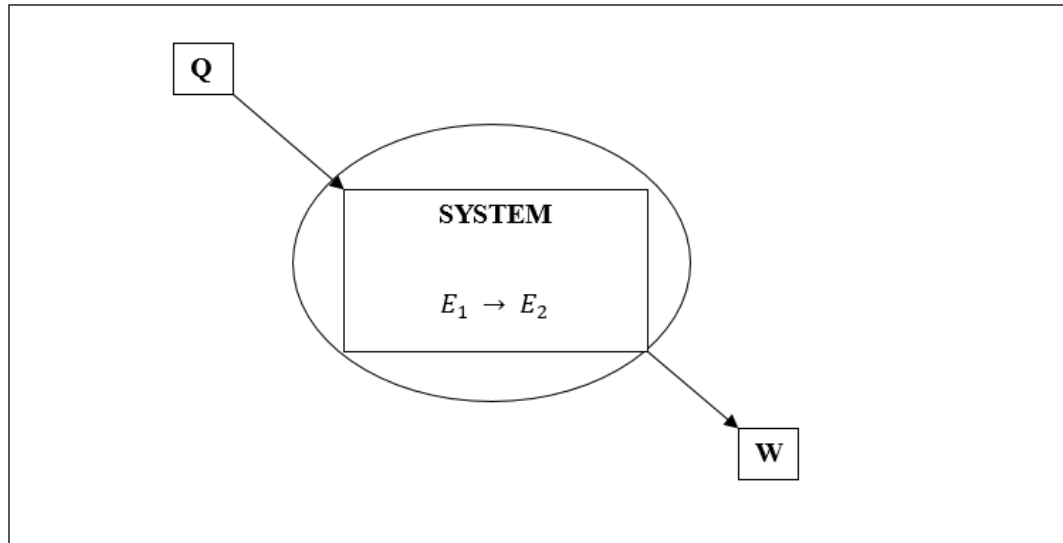 Q
SYSTEM
E₁ → E₂
W